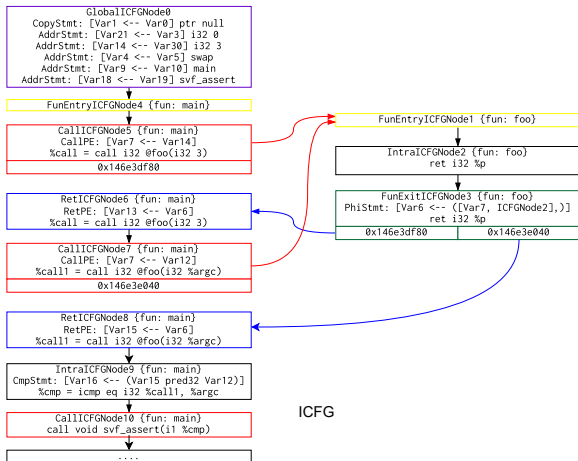 GlobalICFGNode0
CopyStmt: [Var1 <-- Var0] ptr null
AddrStmt: [Var21 <-- Var3] i32 0
AddrStmt: [Var14 <-- Var30] i32 3
AddrStmt: [Var4 <-- Var5] swap
AddrStmt: [Var9 <-- Var10] main
AddrStmt: [Var18 <-- Var19] svf_assert
FunEntryICFGNode4 {fun: main}
CallICFGNode5 {fun: main}
CallPE: [Var7 <-- Var14]
%call = call i32 @foo(i32 3)
0x146e3df80
RetICFGNode6 {fun: main}
RetPE: [Var13 <-- Var6]
%call = call i32 @foo(i32 3)
CallICFGNode7 {fun: main}
CallPE: [Var7 <-- Var12]
%call1 = call i32 @foo(i32 %argc)
0x146e3e040
RetICFGNode8 {fun: main}
RetPE: [Var15 <-- Var6]
%call1 = call i32 @foo(i32 %argc)
IntraICFGNode9 {fun: main}
CmpStmt: [Var16 <-- (Var15 pred32 Var12)]
%cmp = icmp eq i32 %call1, %argc
CallICFGNode10 {fun: main}
call void svf_assert(i1 %cmp)
....
FunEntryICFGNode1 {fun: foo}
IntraICFGNode2 {fun: foo}
ret i32 %p
FunExitICFGNode3 {fun: foo}
PhiStmt: [Var6 <-- ([Var7, ICFGNode2],)]
ret i32 %p
0x146e3df80 0x146e3e040
ICFG